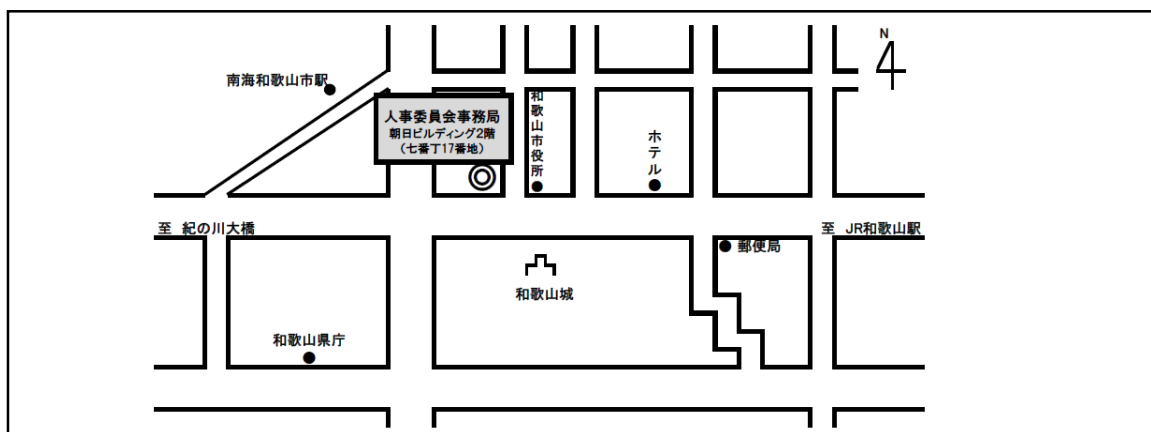 N
南海和歌山市駅
人事委員会事務局
朝日ビルディング2階
（七番丁17番地）
和歌山市役所
ホテル
至　紀の川大橋
至　JR和歌山駅
郵便局
和歌山城
和歌山県庁